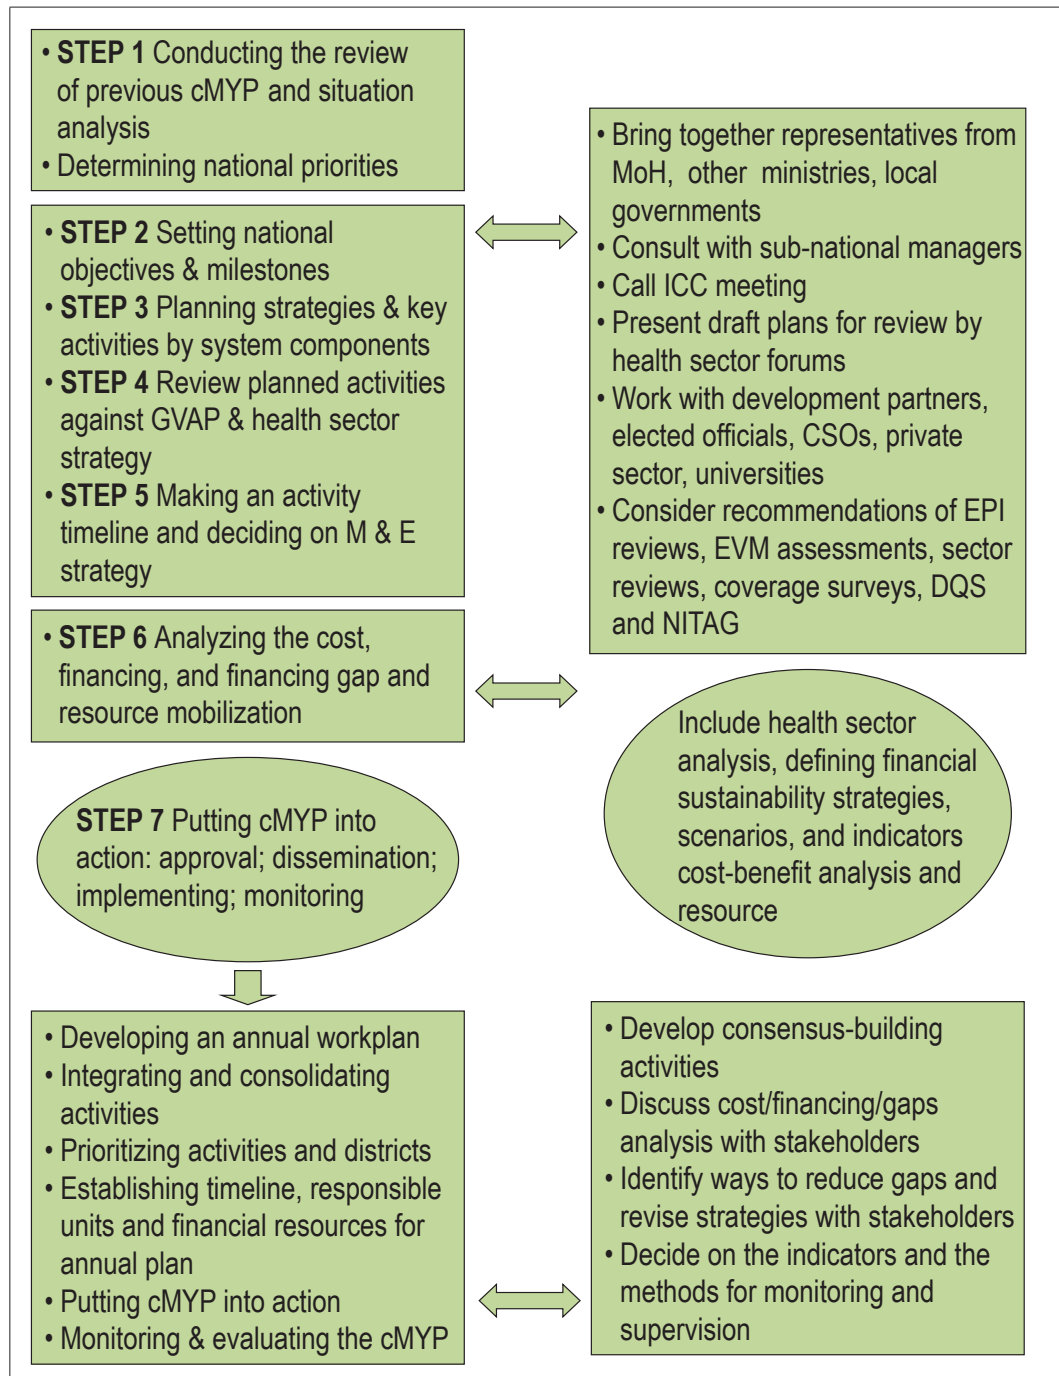 • STEP 1 Conducting the review
of previous cMYP and situation
analysis
• Determining national priorities
• STEP 2 Setting national
objectives & milestones
• STEP 3 Planning strategies & key
activities by system components
• STEP 4 Review planned activities
against GVAP & health sector
strategy
• STEP 5 Making an activity
timeline and deciding on M & E
strategy
• STEP 6 Analyzing the cost,
financing, and financing gap and
resource mobilization
STEP 7 Putting cMYP into
action: approval; dissemination;
implementing; monitoring
• Developing an annual workplan
• Integrating and consolidating
activities
• Prioritizing activities and districts
• Establishing timeline, responsible
units and financial resources for
annual plan
• Putting cMYP into action
• Monitoring & evaluating the cMYP
• Bring together representatives from
MoH, other ministries, local
governments
• Consult with sub-national managers
• Call ICC meeting
• Present draft plans for review by
health sector forums
• Work with development partners,
elected officials, CSOs, private
sector, universities
• Consider recommendations of EPI
reviews, EVM assessments, sector
reviews, coverage surveys, DQS
and NITAG
Include health sector
analysis, defining financial
sustainability strategies,
scenarios, and indicators
cost-benefit analysis and
resource
• Develop consensus-building
activities
• Discuss cost/financing/gaps
analysis with stakeholders
• Identify ways to reduce gaps and
revise strategies with stakeholders
• Decide on the indicators and the
methods for monitoring and
supervision